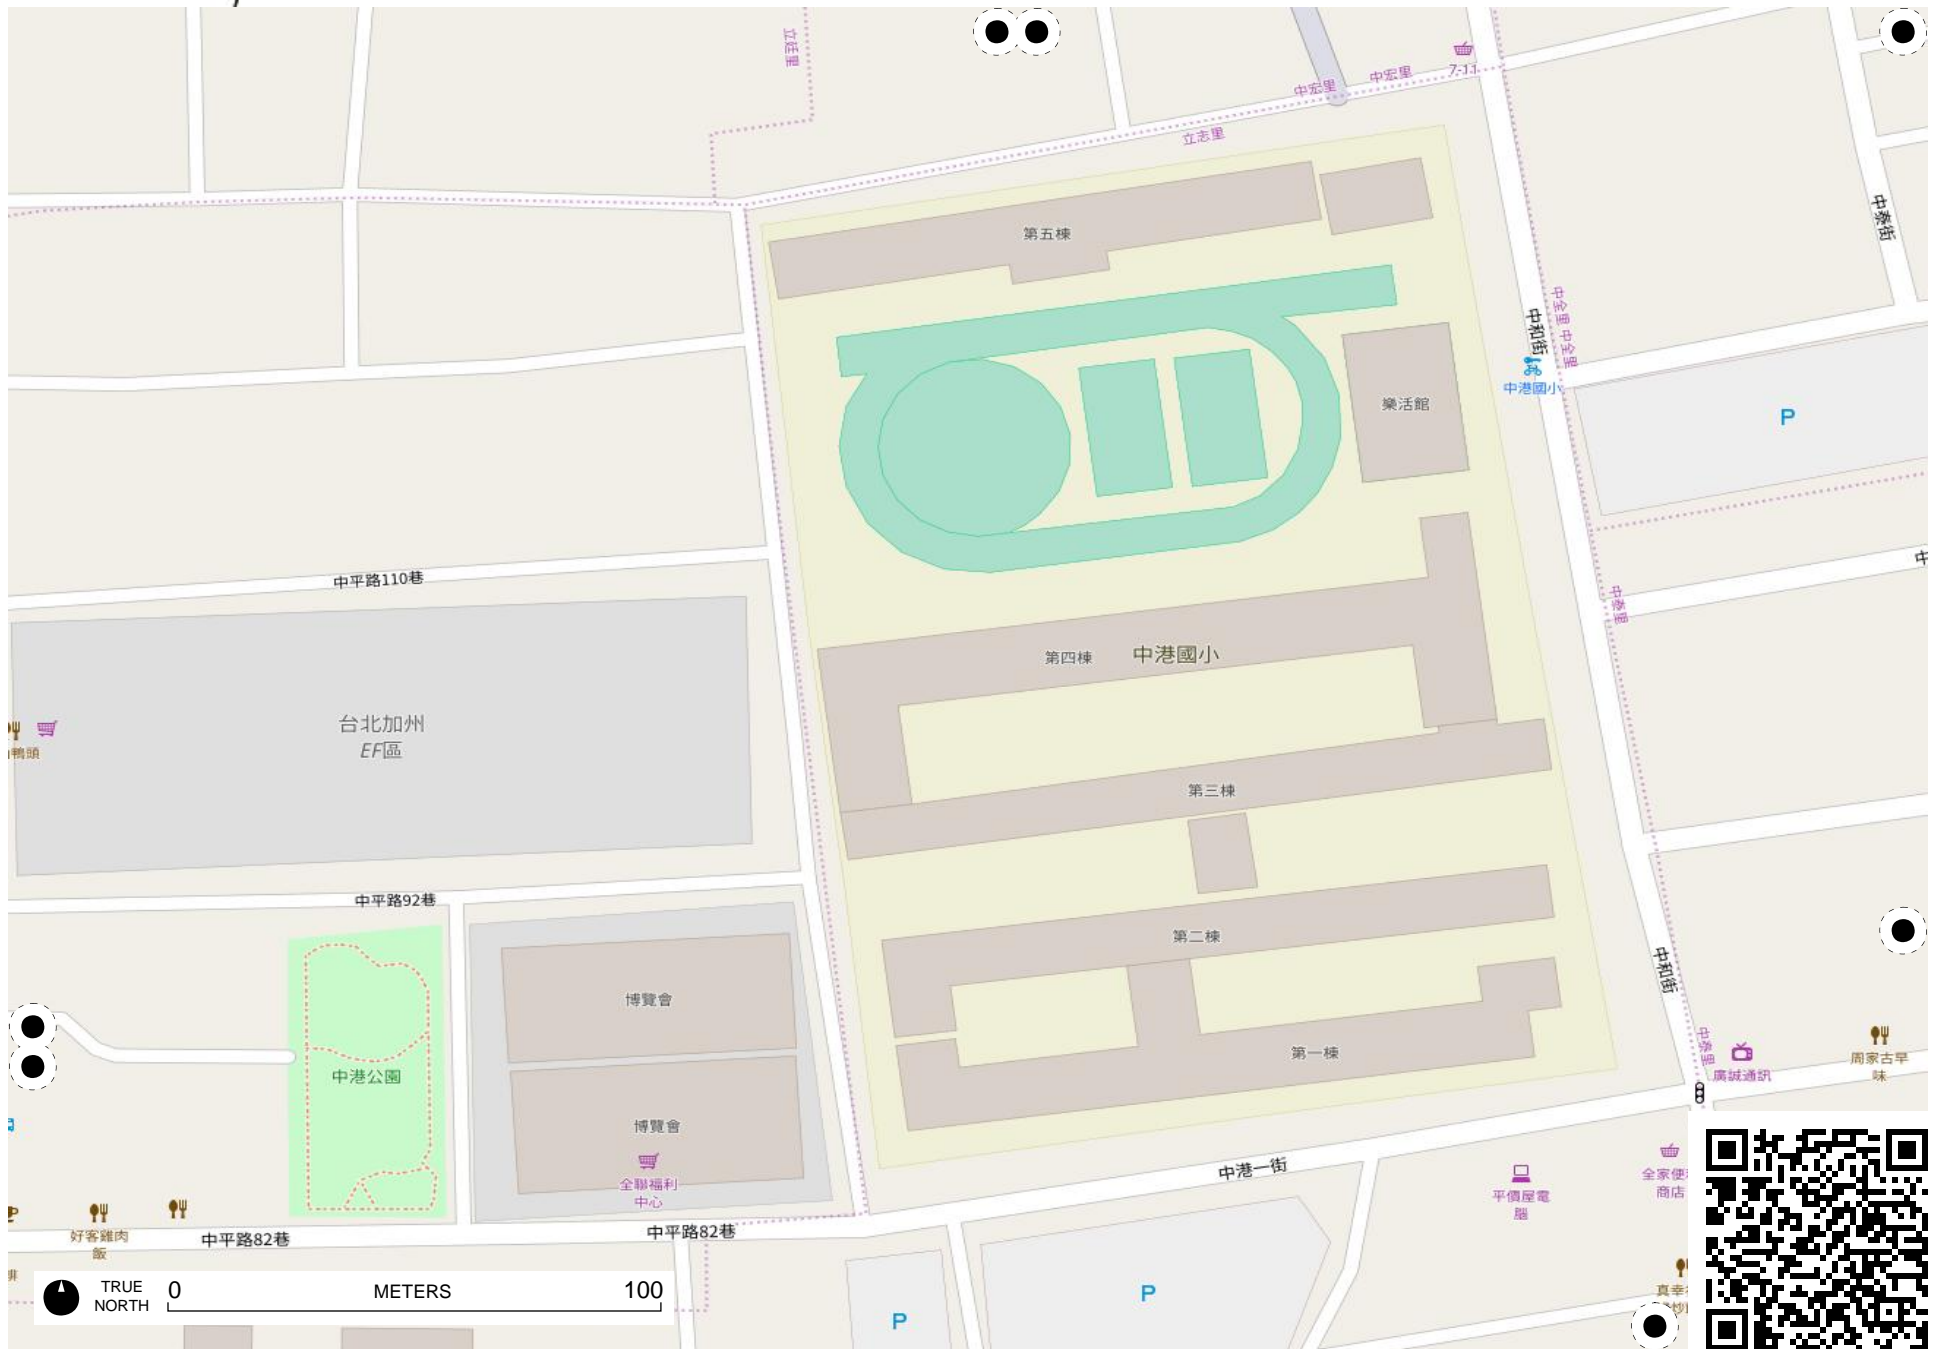 立廷里
7-11
中宏里
中宏里
立志里
中泰街
第五棟
中和街
中全里 中全里
中港國小
樂活館
P
中平路110巷
中泰里
第四棟
中港國小
台北加州
EF區
鴨頭
第三棟
中平路92巷
第二棟
中和街
博覽會
第一棟
中泰里
廣誠通訊
周家古早
味
中港公園
博覽會
全聯福利
中心
中港一街
平價屋電
腦
商店
好客雞肉
飯
中平路82巷
中平路82巷
TRUE
NORTH
0
METERS
100
P
P